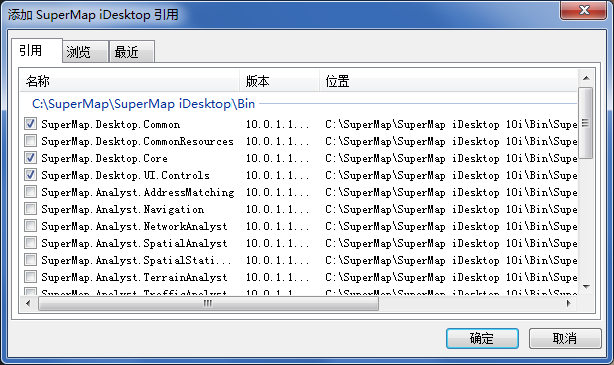 添加 SuperMap iDesktop 引用
引用 浏览 最近
名称 版本 位置
C:\SuperMap\SuperMap iDesktop\Bin
SuperMap.Desktop.Common 10.0.1.1... C:\SuperMap\SuperMap iDesktop 10i\Bin\Supe
SuperMap.Desktop.CommonResources 10.0.1.1... C:\SuperMap\SuperMap iDesktop 10i\Bin\Supe
SuperMap.Desktop.Core 10.0.1.1... C:\SuperMap\SuperMap iDesktop 10i\Bin\Supe
SuperMap.Desktop.UI.Controls 10.0.1.1... C:\SuperMap\SuperMap iDesktop 10i\Bin\Supe
SuperMap.Analyst.AddressMatching 10.0.1.1... C:\SuperMap\SuperMap iDesktop 10i\Bin\Supe
SuperMap.Analyst.Navigation 10.0.1.1... C:\SuperMap\SuperMap iDesktop 10i\Bin\Supe
SuperMap.Analyst.NetworkAnalyst 10.0.1.1... C:\SuperMap\SuperMap iDesktop 10i\Bin\Supe
SuperMap.Analyst.SpatialAnalyst 10.0.1.1... C:\SuperMap\SuperMap iDesktop 10i\Bin\Supe
SuperMap.Analyst.SpatialStati... 10.0.1.1... C:\SuperMap\SuperMap iDesktop 10i\Bin\Supe
SuperMap.Analyst.TerrainAnalyst 10.0.1.1... C:\SuperMap\SuperMap iDesktop 10i\Bin\Supe
SuperMap.Analyst.TrafficAnalyst 10.0.1.1... C:\SuperMap\SuperMap iDesktop 10i\Bin\Supe
确定 取消